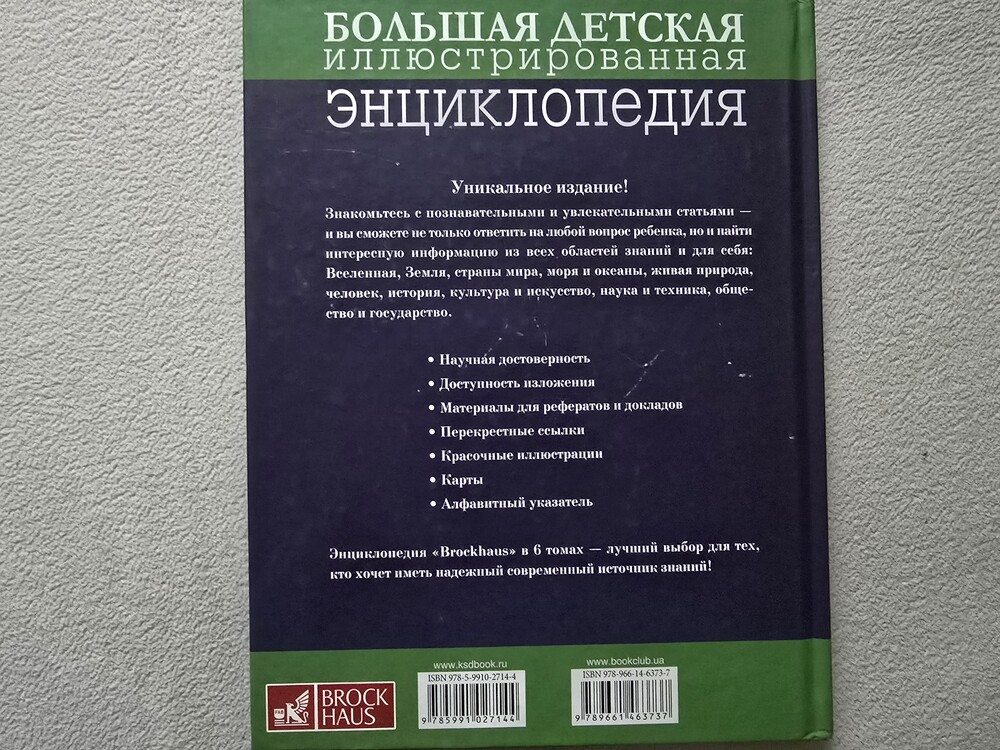 БОЛЬШАЯ ДЕТСКАЯ
иллюстрированная
энциклопедия
Уникальное издание!
Знакомьтесь с познавательными и увлекательными статьями —
и вы сможете не только ответить на любой вопрос ребенка, но и найти
интересную информацию из всех областей знаний и для себя:
Вселенная, Земля, страны мира, моря и океаны, живая природа,
человек, история, культура и искусство, наука и техника, обще-
ство и государство.
• Научная достоверность
• Доступность изложения
• Материалы для рефератов и докладов
• Перекрестные ссылки
• Красочные иллюстрации
• Карты
• Алфавитный указатель
Энциклопедия «Brockhaus» в 6 томах — лучший выбор для тех,
кто хочет иметь надежный современный источник знаний!
www.ksdbook.ru
ISBN 978-5-9910-2714-4
9 785991 027144
www.bookclub.ua
ISBN 978-966-14-6373-7
9 789661 463737
BROCK
HAUS